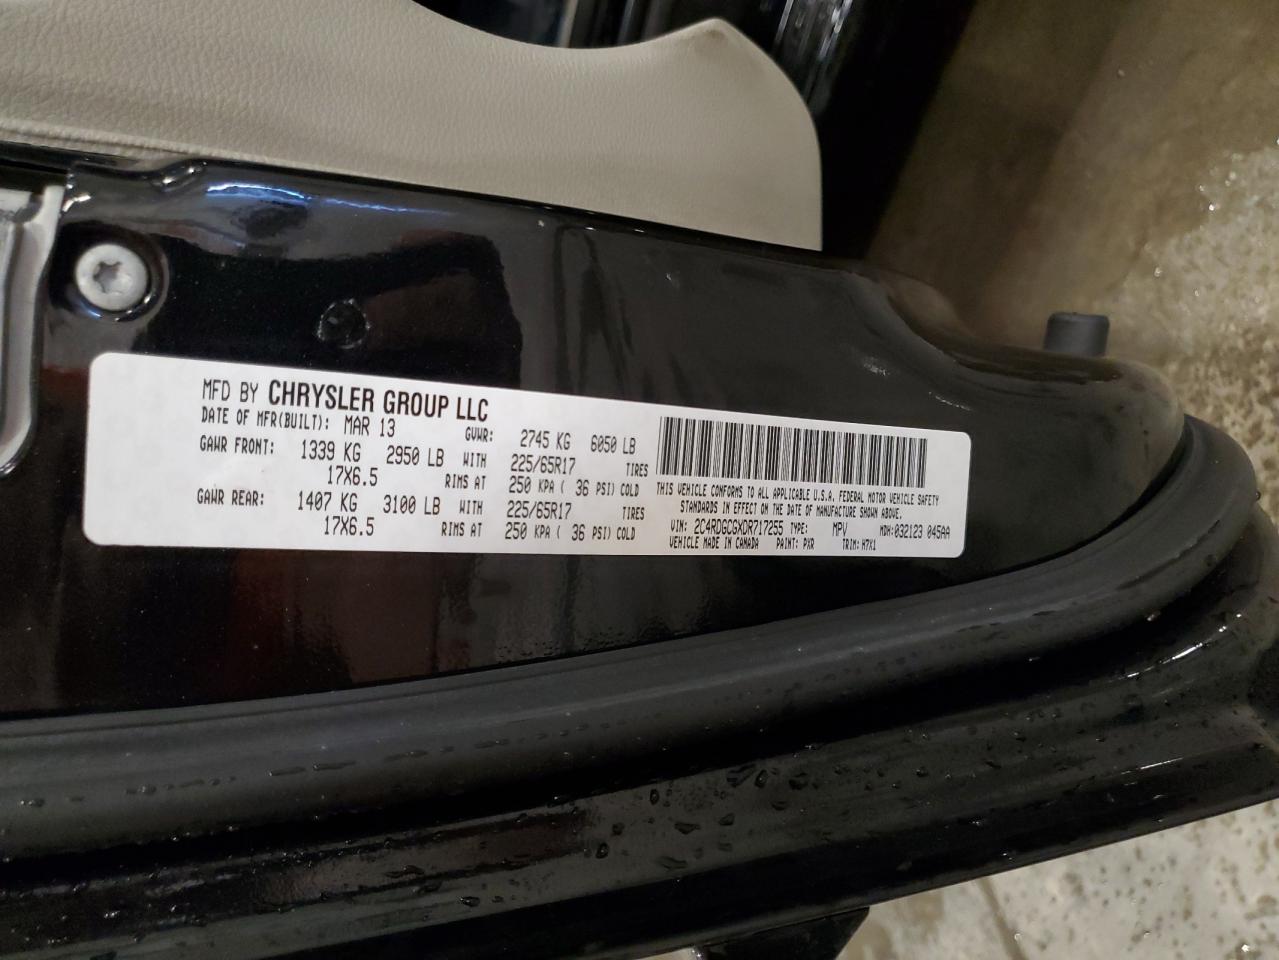 MFD BY CHRYSLER GROUP LLC
DATE OF MFR(BUILT): MAR 13 GVWR: 2745 KG 6050 LB
GAWR FRONT: 1339 KG 2950 LB WITH 225/65R17 TIRES
17X6.5 RIMS AT 250 KPA ( 36 PSI) COLD
GAWR REAR: 1407 KG 3100 LB WITH 225/65R17 TIRES
17X6.5 RIMS AT 250 KPA ( 36 PSI) COLD
THIS VEHICLE CONFORMS TO ALL APPLICABLE U.S.A. FEDERAL MOTOR VEHICLE SAFETY
STANDARDS IN EFFECT ON THE DATE OF MANUFACTURE SHOWN ABOVE.
VIN: 2C4RDGCGXDR717255 TYPE: MPV MDH:032123 045AA
VEHICLE MADE IN CANADA PAINT: PXR TRIM: H7X1